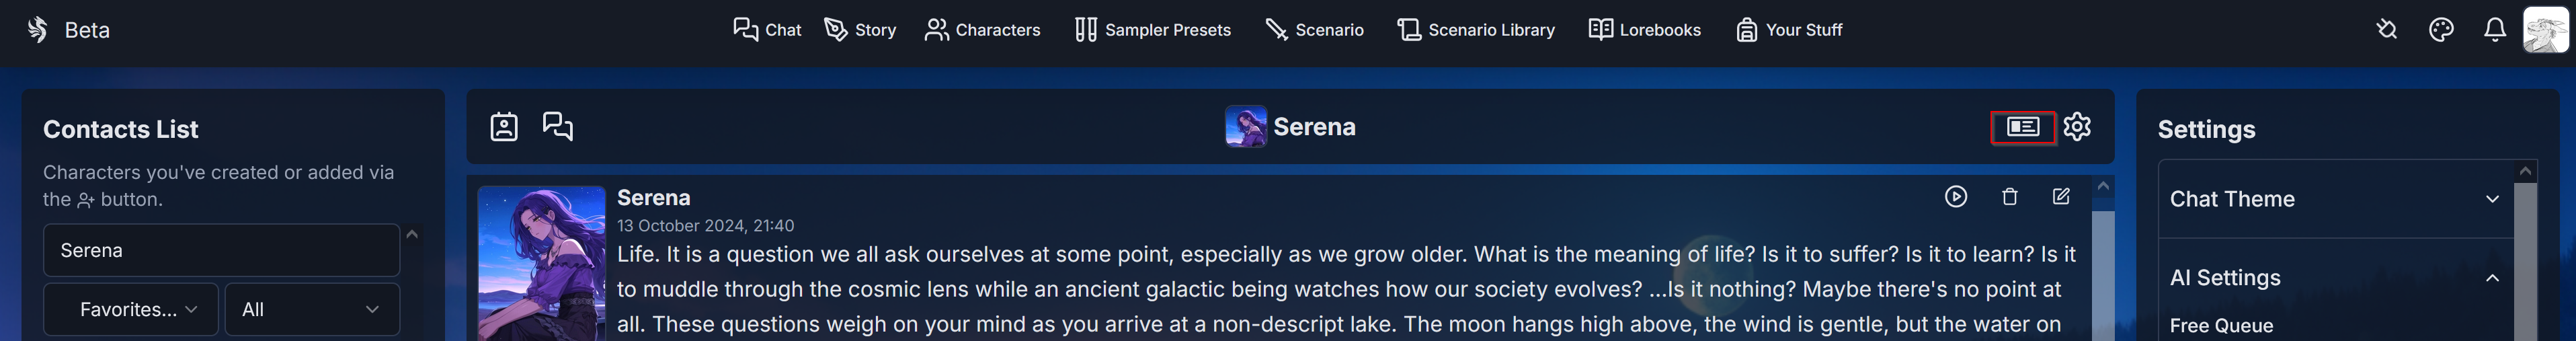 Beta
Chat Story Characters Sampler Presets Scenario Scenario Library Lorebooks Your Stuff
Contacts List
Characters you've created or added via
the button.
Serena
Favorites... All
Serena
Serena
13 October 2024, 21:40
Life. It is a question we all ask ourselves at some point, especially as we grow older. What is the meaning of life? Is it to suffer? Is it to learn? Is it
to muddle through the cosmic lens while an ancient galactic being watches how our society evolves? ...Is it nothing? Maybe there's no point at
all. These questions weigh on your mind as you arrive at a non-descript lake. The moon hangs high above, the wind is gentle, but the water on
Settings
Chat Theme
AI Settings
Free Queue